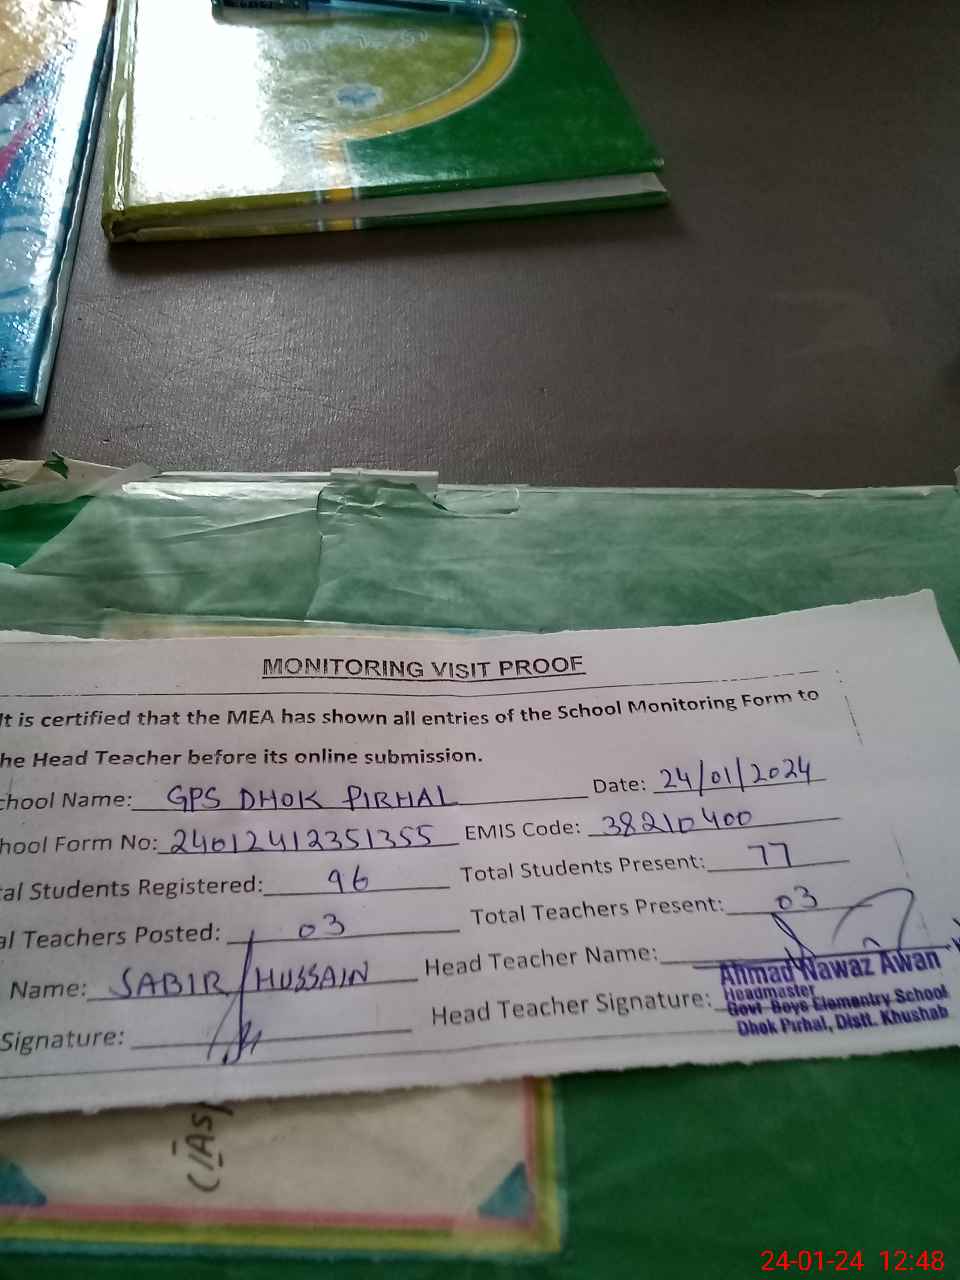 MONITORING VISIT PROOF
It is certified that the MEA has shown all entries of the School Monitoring Form to
he Head Teacher before its online submission.
chool Name: GPS DHOK PIRHAL Date: 24/01/2024
hool Form No: 24012412351355 EMIS Code: 38210400
al Students Registered: 96 Total Students Present: 77
al Teachers Posted: 03 Total Teachers Present: 03
Name: SABIR HUSSAIN Head Teacher Name:
Signature: Head Teacher Signature:
Ahmad Nawaz Awan
Headmaster
Govt Boys Elementry School
Dhok Pirhal, Distt. Khushab
24-01-24 12:48